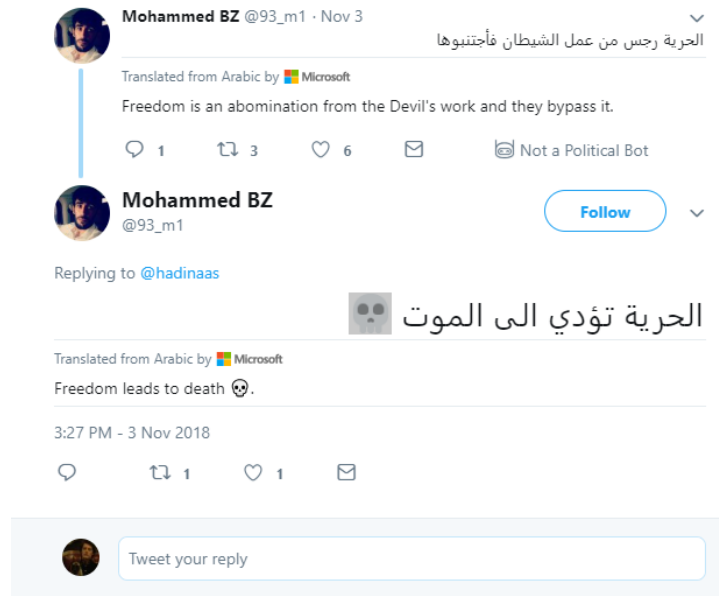 Mohammed BZ @93_m1 · Nov 3
الحرية رجس من عمل الشيطان فأجتنبوها
Translated from Arabic by Microsoft
Freedom is an abomination from the Devil's work and they bypass it.
1 3 6 Not a Political Bot
Mohammed BZ
@93_m1
Follow
Replying to @hadinaas
الحرية تؤدي الى الموت 💀
Translated from Arabic by Microsoft
Freedom leads to death 💀.
3:27 PM - 3 Nov 2018
1 1
Tweet your reply